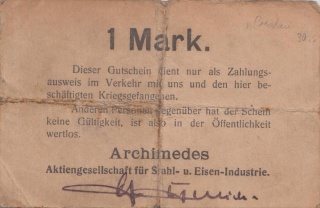 1 Mark.
Dieser Gutschein dient nur als Zahlungs-
ausweis im Verkehr mit uns und den hier be-
schäftigten Kriegsgefangenen.
Anderen Personen gegenüber hat der Schein
keine Gültigkeit, ist also in der Öffentlichkeit
wertlos.
Archimedes
Aktiengesellschaft für Stahl- u. Eisen-Industrie.